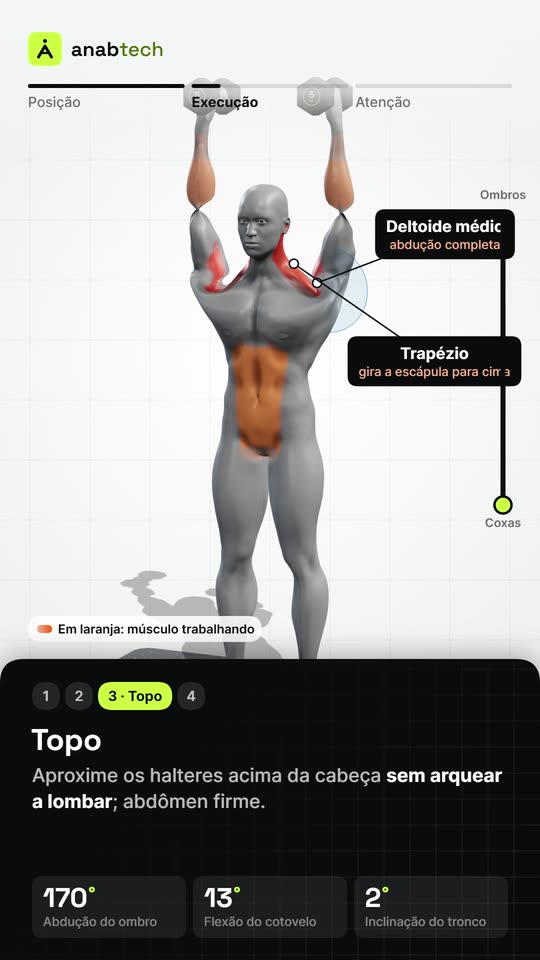 anabtech
Posição
Execução
Atenção
Ombros
Deltoide médic
abdução completa
Trapézio
gira a escápula para cima
Coxas
Em laranja: músculo trabalhando
1
2
3 · Topo
4
Topo
Aproxime os halteres acima da cabeça sem arquear
a lombar; abdômen firme.
170°
13°
2°
Abdução do ombro
Flexão do cotovelo
Inclinação do tronco